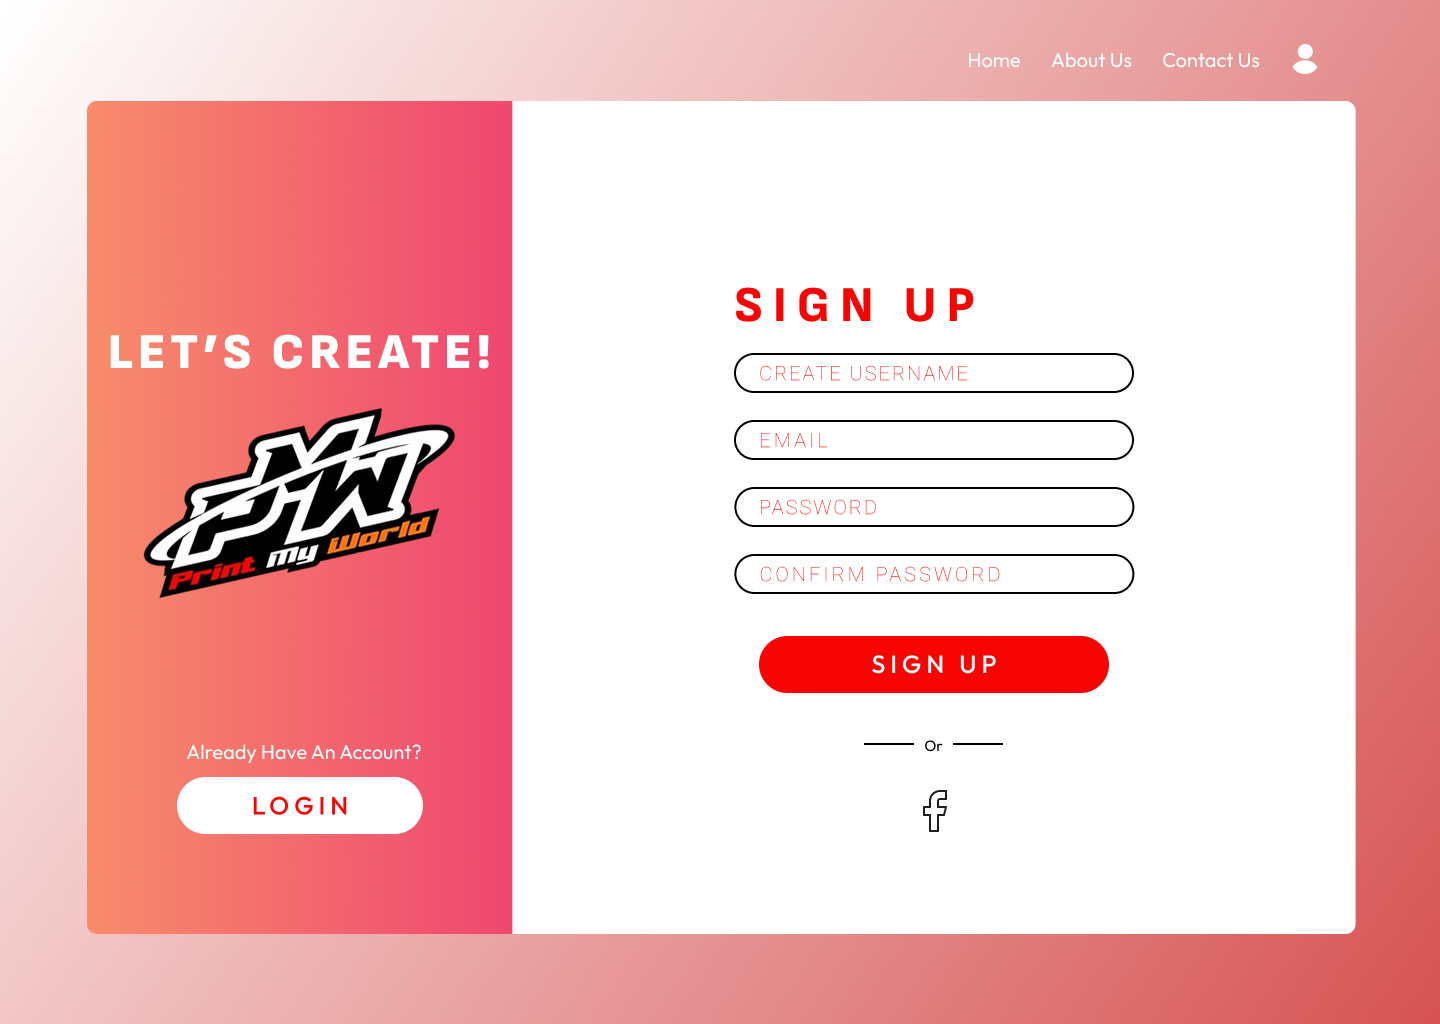 Home About Us Contact Us
LET’S CREATE!
PMW
Print My World
Already Have An Account?
LOGIN
SIGN UP
CREATE USERNAME
EMAIL
PASSWORD
CONFIRM PASSWORD
SIGN UP
Or